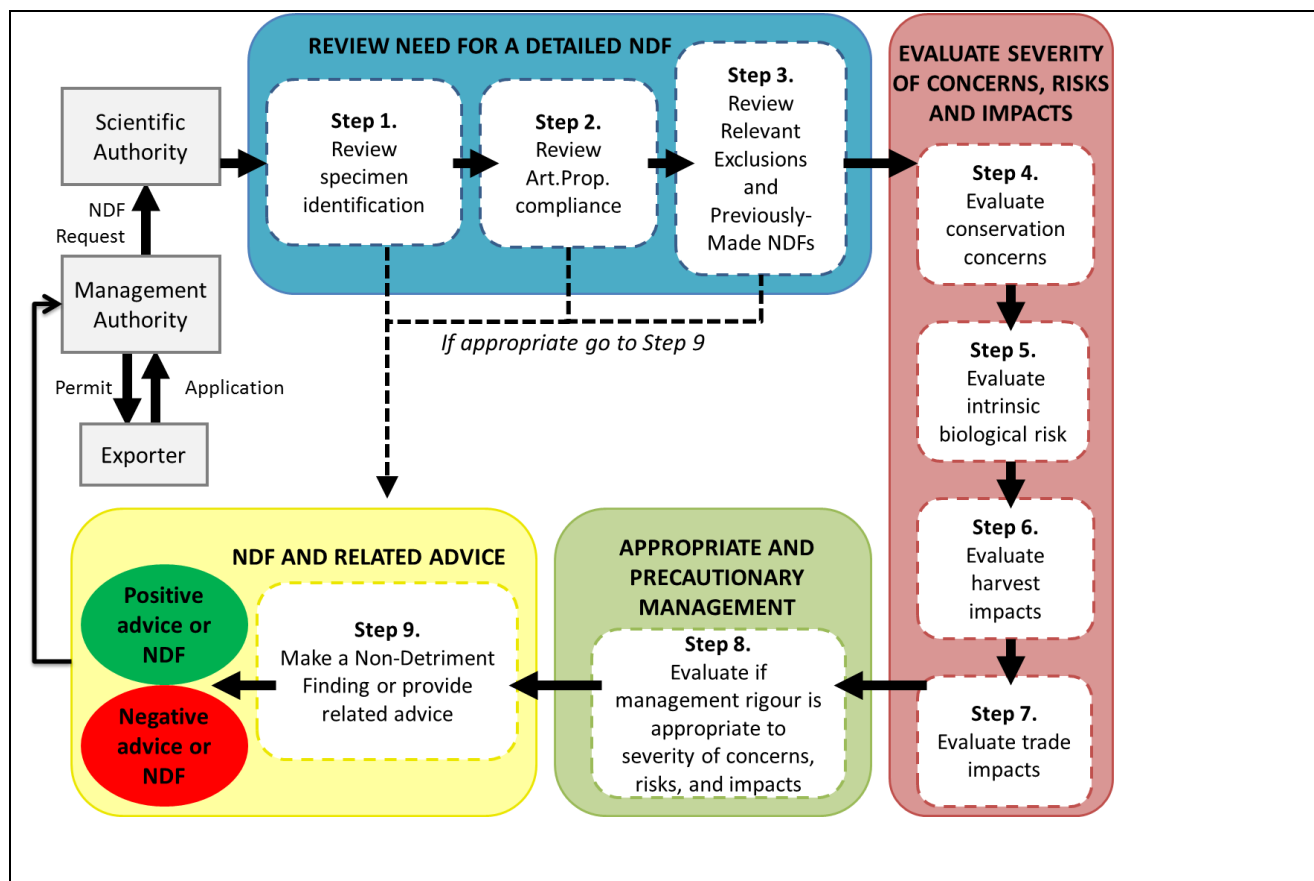 REVIEW NEED FOR A DETAILED NDF
Scientific
Authority
NDF
Request
Management
Authority
Permit
Application
Exporter
Step 1.
Review
specimen
identification
Step 2.
Review
Art.Prop.
compliance
Step 3.
Review
Relevant
Exclusions
and
Previously-
Made NDFs
If appropriate go to Step 9
EVALUATE SEVERITY
OF CONCERNS, RISKS
AND IMPACTS
Step 4.
Evaluate
conservation
concerns
Step 5.
Evaluate
intrinsic
biological risk
Step 6.
Evaluate
harvest
impacts
Step 7.
Evaluate trade
impacts
APPROPRIATE AND
PRECAUTIONARY
MANAGEMENT
Step 8.
Evaluate if
management rigour is
appropriate to
severity of concerns,
risks, and impacts
NDF AND RELATED ADVICE
Step 9.
Make a Non-Detriment
Finding or provide
related advice
Positive
advice or
NDF
Negative
advice or
NDF